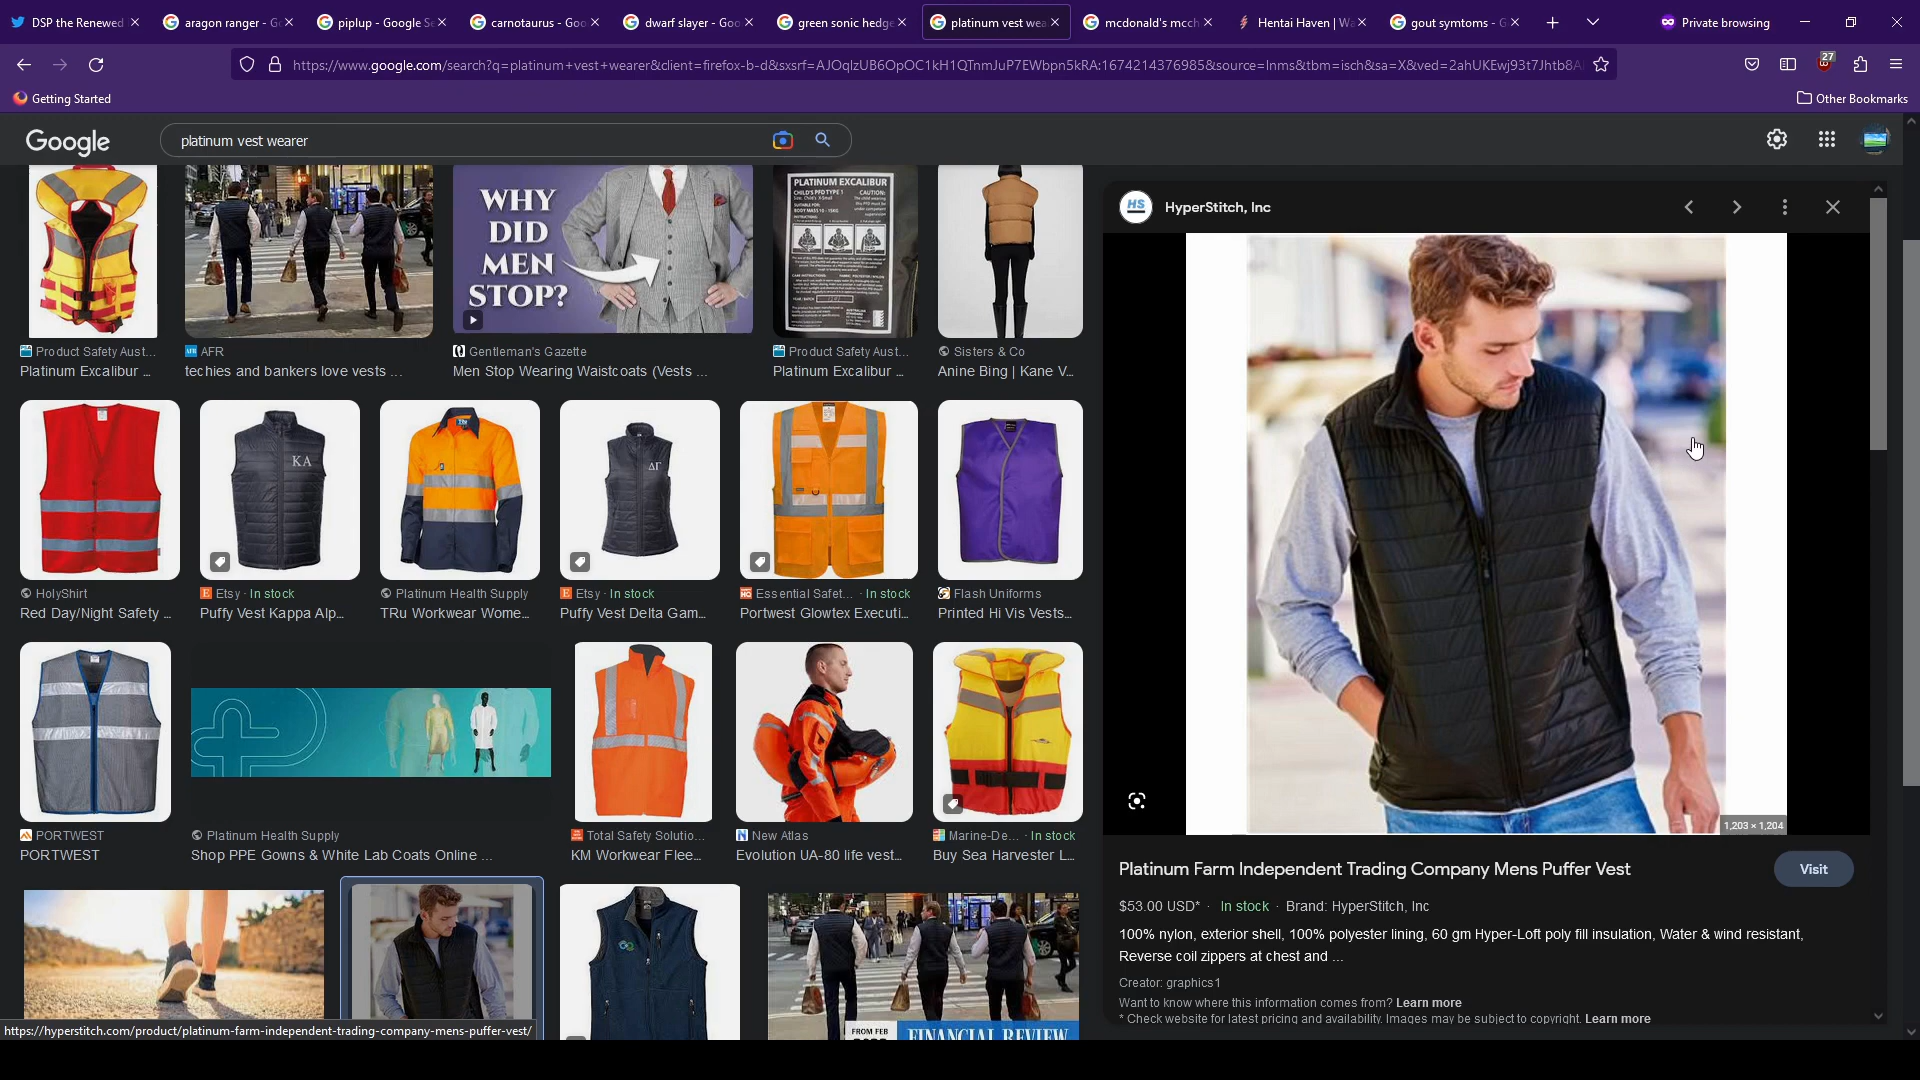 DSP the Renewed
aragon ranger - G
piplup - Google Se
carnotaurus - Goo
dwarf slayer - Goo
green sonic hedge
platinum vest wea
mcdonald's mcch
Hentai Haven | Wa
gout symtoms - G
Private browsing
https://www.google.com/search?q=platinum+vest+wearer&client=firefox-b-d&sxsrf=AJOqlzUB6OpOC1kH1QTnmJuP7EWbpn5kRA:1674214376985&source=lnms&tbm=isch&sa=X&ved=2ahUKEwj93t7Jhtb8A
27
Getting Started
Other Bookmarks
Google
platinum vest wearer
WHY
DID
MEN
STOP?
PLATINUM EXCALIBUR
Product Safety Aust...
AFR
Gentleman's Gazette
Product Safety Aust...
Sisters & Co
Platinum Excalibur ...
techies and bankers love vests ...
Men Stop Wearing Waistcoats (Vests ...
Platinum Excalibur ...
Anine Bing | Kane V...
KA
ΔΓ
HolyShirt
Etsy · In stock
Platinum Health Supply
Etsy · In stock
Essential Safet... · In stock
Flash Uniforms
Red Day/Night Safety ...
Puffy Vest Kappa Alp...
TRu Workwear Wome...
Puffy Vest Delta Gam...
Portwest Glowtex Executi...
Printed Hi Vis Vests...
PORTWEST
Platinum Health Supply
Total Safety Solutio...
New Atlas
Marine-De... · In stock
PORTWEST
Shop PPE Gowns & White Lab Coats Online ...
KM Workwear Flee...
Evolution UA-80 life vest...
Buy Sea Harvester L...
FROM FEB
FINANCIAL REVIEW
https://hyperstitch.com/product/platinum-farm-independent-trading-company-mens-puffer-vest/
HS
HyperStitch, Inc
1,203 × 1,204
Platinum Farm Independent Trading Company Mens Puffer Vest
Visit
$53.00 USD* · In stock · Brand: HyperStitch, Inc
100% nylon, exterior shell, 100% polyester lining, 60 gm Hyper-Loft poly fill insulation, Water & wind resistant,
Reverse coil zippers at chest and ...
Creator: graphics1
Want to know where this information comes from? Learn more
* Check website for latest pricing and availability. Images may be subject to copyright. Learn more